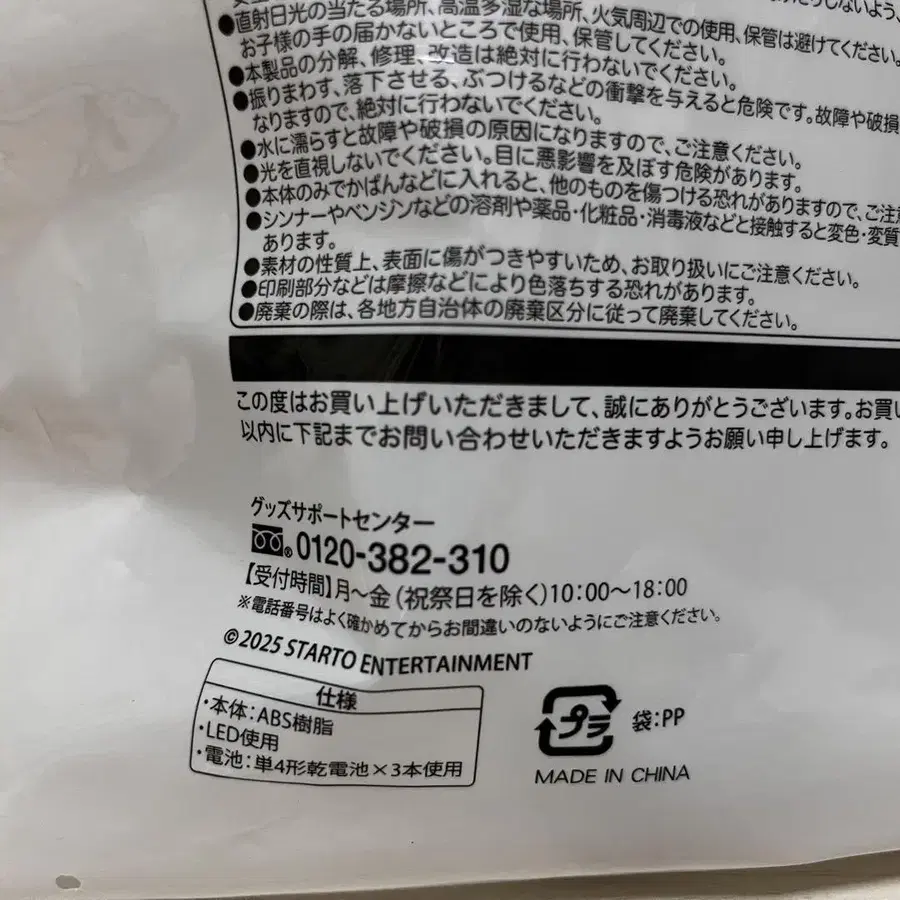 ●直射日光の当たる場所、高温多湿な場所、火気周辺での使用、保管は避けてください。
お子様の手の届かないところで使用、保管してください。
●本製品の分解、修理、改造は絶対に行わないでください。
●振りまわす、落下させる、ぶつけるなどの衝撃を与えると危険です。故障や破損
なりますので、絶対に行わないでください。
●水に濡らすと故障や破損の原因になりますので、ご注意ください。
●光を直視しないでください。目に悪影響を及ぼす危険があります。
●本体のみでかばんなどに入れると、他のものを傷つける恐れがありますので、ご注
●シンナーやベンジンなどの溶剤や薬品・化粧品・消毒液などと接触すると変色・変質
あります。
●素材の性質上、表面に傷がつきやすいため、お取り扱いにご注意ください。
●印刷部分などは摩擦などにより色落ちする恐れがあります。
●廃棄の際は、各地方自治体の廃棄区分に従って廃棄してください。
この度はお買い上げいただきまして、誠にありがとうございます。お買い
以内に下記までお問い合わせいただきますようお願い申し上げます。
グッズサポートセンター
®0120-382-310
【受付時間】月〜金(祝祭日を除く)10:00〜18:00
※電話番号はよく確かめてからお間違いのないようにご注意ください。
©2025 STARTO ENTERTAINMENT
仕様
・本体：ABS樹脂
・LED使用
・電池：単4形乾電池×3本使用
プラ 袋：PP
MADE IN CHINA